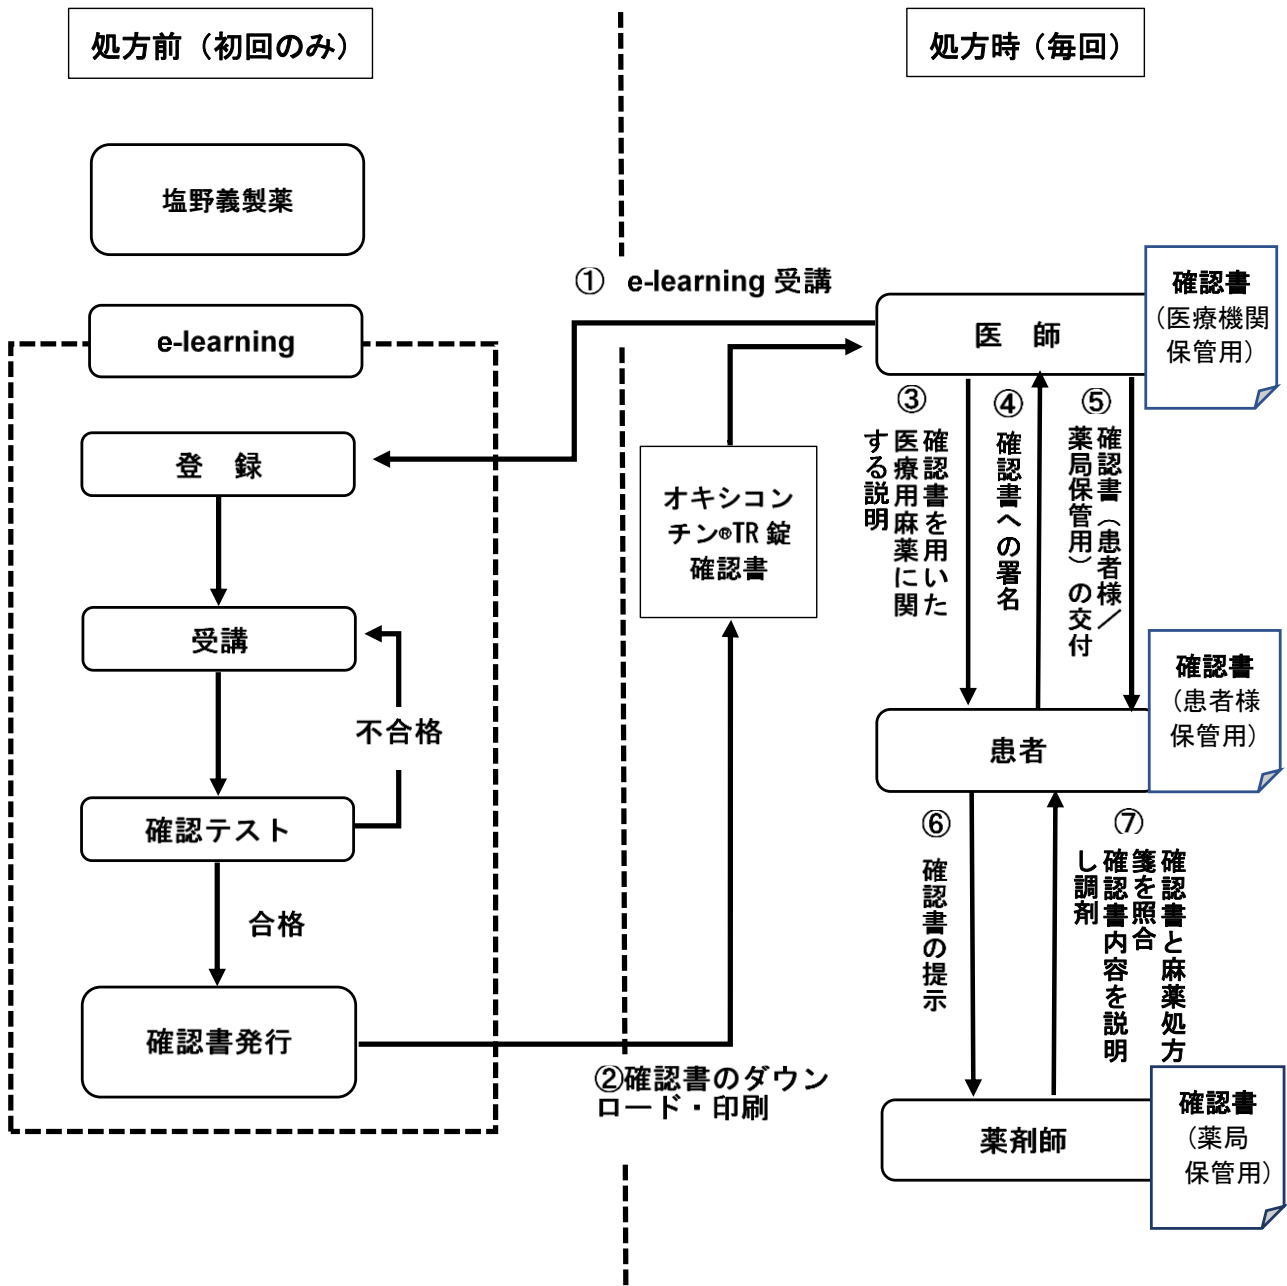 処方前（初回のみ）
処方時（毎回）
塩野義製薬
① e-learning 受講
e-learning
医　師
確認書
（医療機関
保管用）
登　録
オキシコン
チン®TR 錠
確認書
③
確認書を用いた
医療用麻薬に関
する説明
④
確認書への署名
⑤
確認書（患者様／
薬局保管用）の交付
受講
不合格
患者
確認書
（患者様
保管用）
確認テスト
合格
⑥
確認書の提示
⑦
確認書と麻薬処方
箋を照合
確認書内容を説明
し調剤
確認書発行
②確認書のダウン
ロード・印刷
薬剤師
確認書
（薬局
保管用）